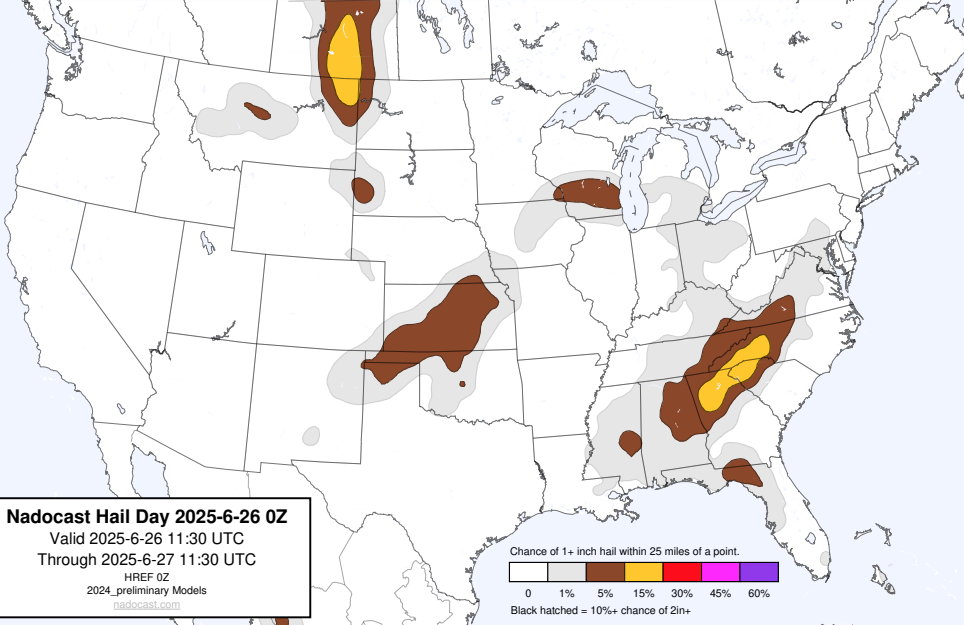 Nadocast Hail Day 2025-6-26 0Z
Valid 2025-6-26 11:30 UTC
Through 2025-6-27 11:30 UTC
HREF 0Z
2024_preliminary Models
nadocast.com
Chance of 1+ inch hail within 25 miles of a point.
0 1% 5% 15% 30% 45% 60%
Black hatched = 10%+ chance of 2in+